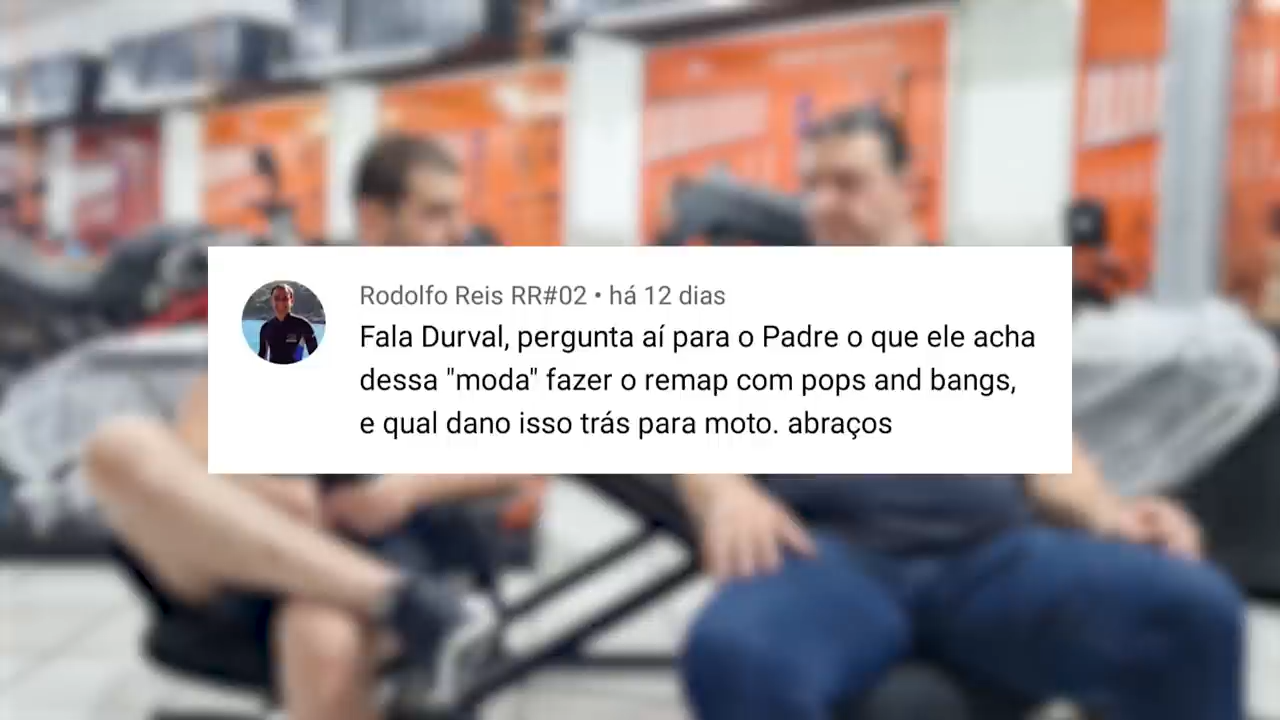 Rodolfo Reis RR#02 • há 12 dias
Fala Durval, pergunta aí para o Padre o que ele acha
dessa "moda" fazer o remap com pops and bangs,
e qual dano isso trás para moto. abraços